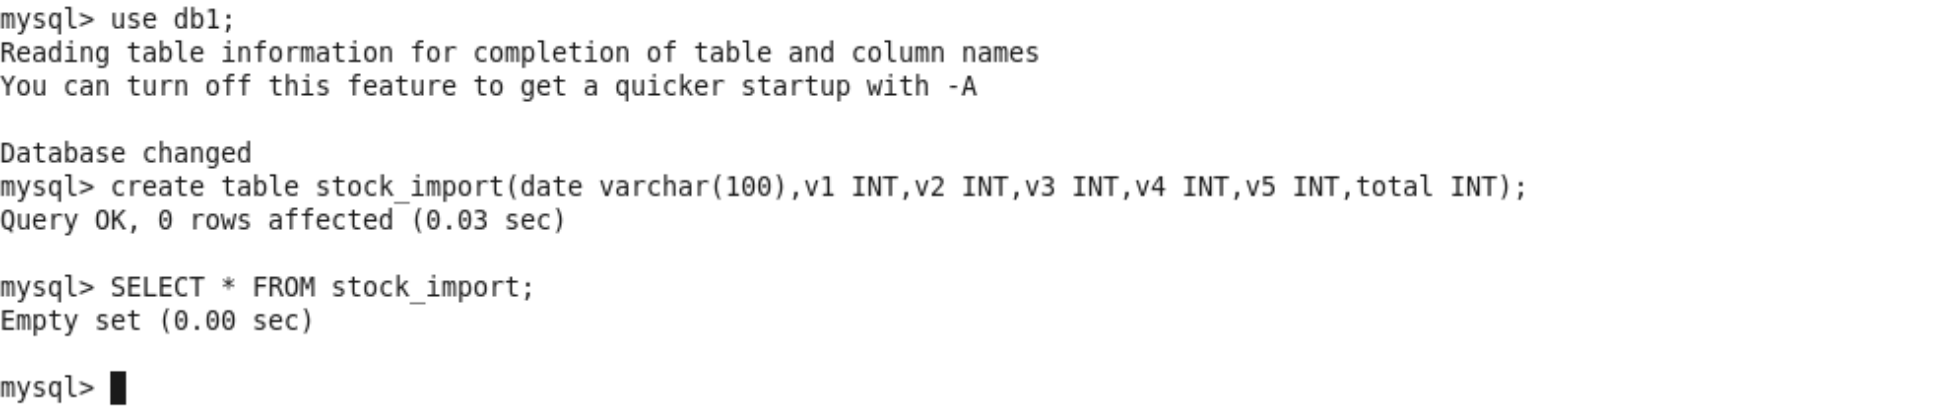 mysql> use db1;
Reading table information for completion of table and column names
You can turn off this feature to get a quicker startup with -A
Database changed
mysql> create table stock_import(date varchar(100),v1 INT,v2 INT,v3 INT,v4 INT,v5 INT,total INT);
Query OK, 0 rows affected (0.03 sec)
mysql> SELECT * FROM stock_import;
Empty set (0.00 sec)
mysql>